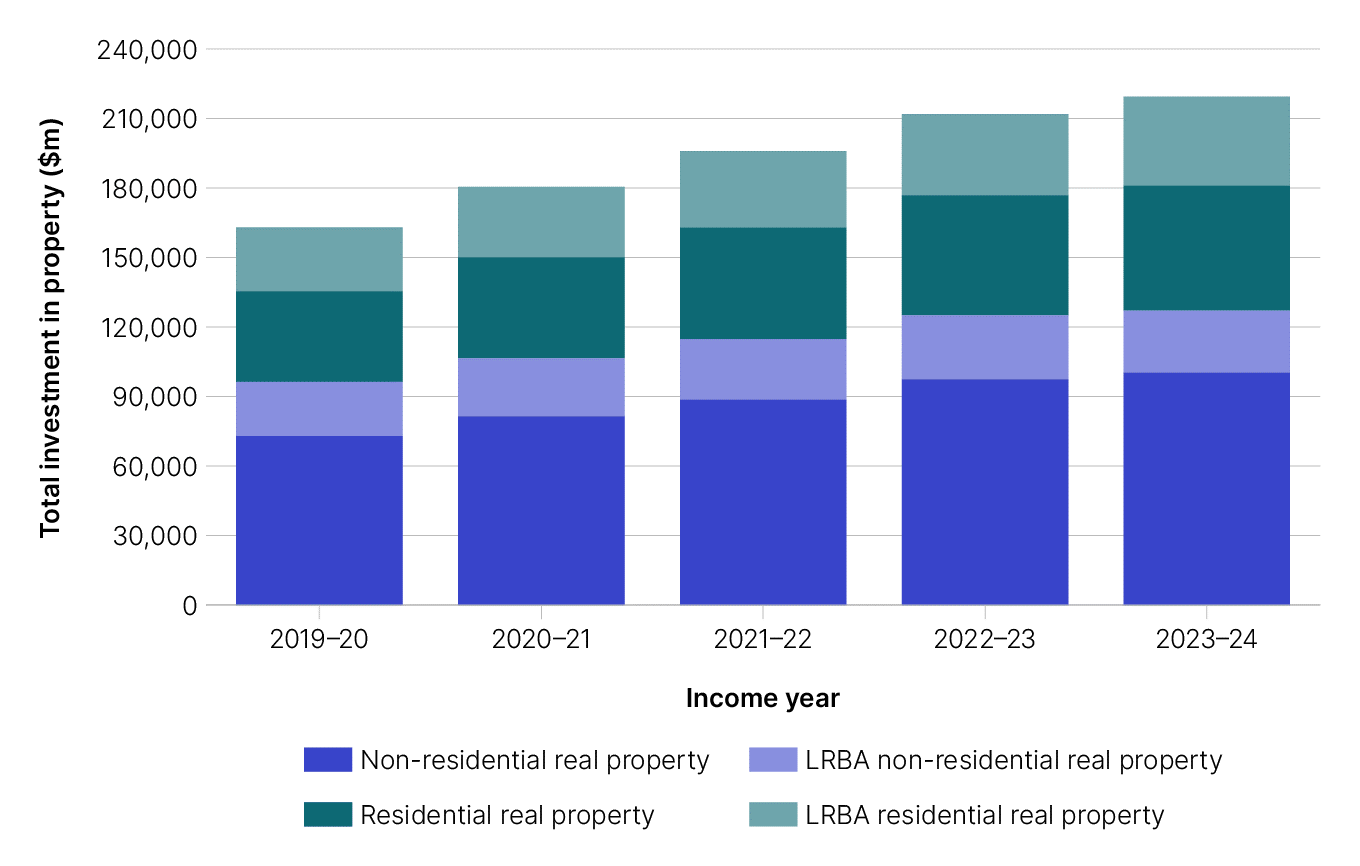 240,000
210,000
180,000
150,000
120,000
90,000
60,000
30,000
0
Total investment in property ($m)
2019–20
2020–21
2021–22
2022–23
2023–24
Income year
Non-residential real property
LRBA non-residential real property
Residential real property
LRBA residential real property